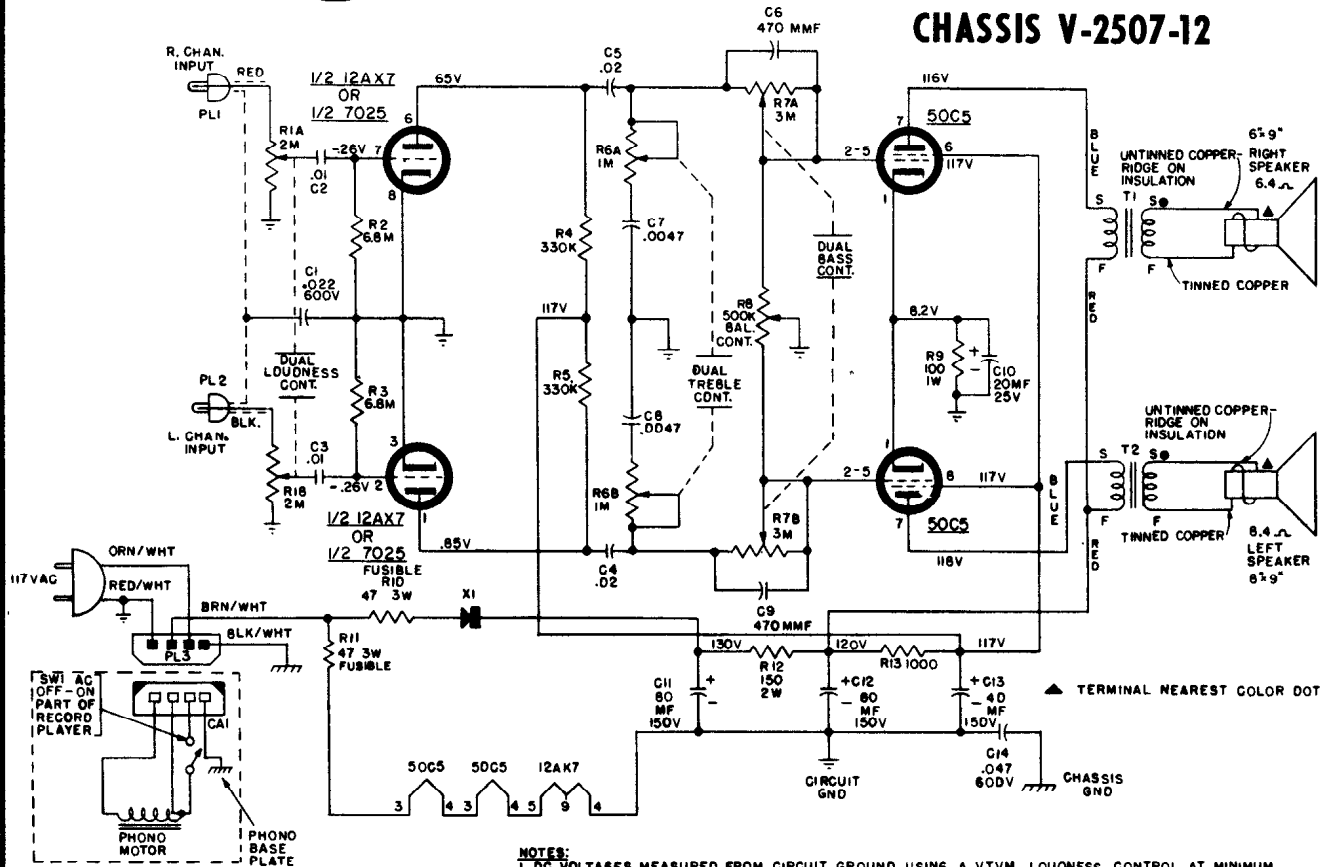 CHASSIS V-2507-12
R. CHAN.
INPUT
RED
PL1
R1A
2M
1/2 12AX7
OR
1/2 7025
-.26V
.01
C2
7
6
8
65V
R2
6.8M
C1
.022
600V
DUAL
LOUDNESS
CONT.
R3
6.8M
PL2
BLK.
L. CHAN.
INPUT
R1B
2M
C3
.01
-.26V
3
2
1
1/2 12AX7
OR
1/2 7025
.85V
C5
.02
R4
330K
117V
R5
330K
R6A
1M
C7
.0047
C8
.0047
R6B
1M
DUAL
TREBLE
CONT.
C4
.02
C6
470 MMF
R7A
3M
R8
500K
BAL.
CONT.
DUAL
BASS
CONT.
R7B
3M
C9
470MMF
116V
7
50C5
2-5
6
117V
1
8.2V
R9
100
1W
C10
20MF
25V
+
-
1
2-5
8
117V
7
50C5
118V
BLUE
RED
BLUE
RED
UNTINNED COPPER-
RIDGE ON
INSULATION
6"x9"
RIGHT
SPEAKER
6.4Ω
S
T1
S
F
F
TINNED COPPER
UNTINNED COPPER-
RIDGE ON
INSULATION
S
T2
S
F
F
TINNED COPPER
8.4Ω
LEFT
SPEAKER
8"x9"
117VAC
ORN/WHT
RED/WHT
BRN/WHT
BLK/WHT
PL3
FUSIBLE
R10
47 3W
X1
R11
47 3W
FUSIBLE
130V
R12
150
2W
120V
R13 1000
117V
C11
80
MF
150V
+
-
+C12
- 80
MF
150V
+C13
- 40
MF
150V
C14
.047
60DV
CIRCUIT
GND
CHASSIS
GND
▲ TERMINAL NEAREST COLOR DOT
SW1 AC
OFF-ON
PART OF
RECORD
PLAYER
CA1
PHONO
MOTOR
PHONO
BASE
PLATE
50C5
50C5
12AK7
3
4
3
4
5
9
4
NOTES:
1. DC VOLTAGES MEASURED FROM CIRCUIT GROUND USING A VTVM. LOUDNESS CONTROL AT MINIMUM